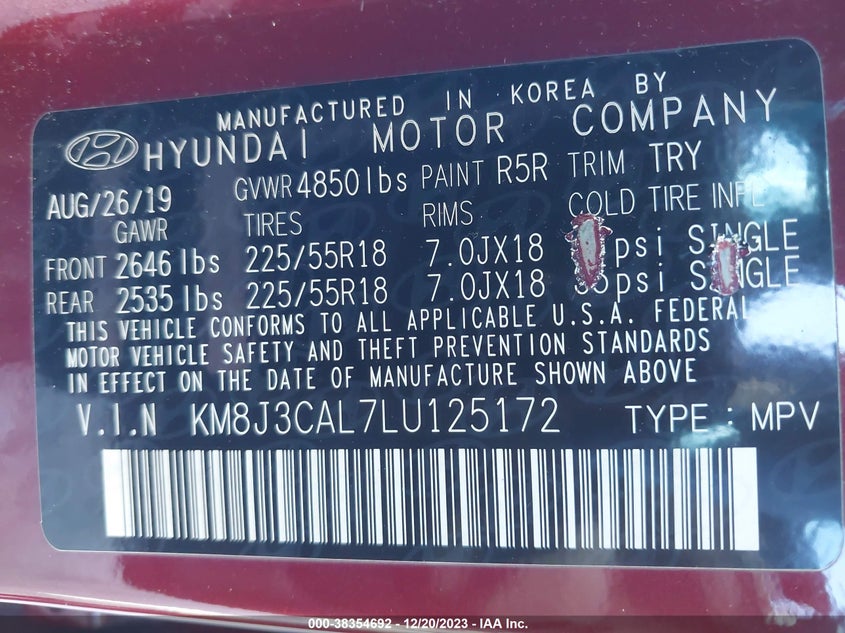 MANUFACTURED IN KOREA BY
HYUNDAI MOTOR COMPANY
AUG/26/19 GVWR 4850lbs PAINT R5R TRIM TRY
GAWR TIRES RIMS COLD TIRE INFL
FRONT 2646 lbs 225/55R18 7.0JX18 psi SINGLE
REAR 2535 lbs 225/55R18 7.0JX18 psi SINGLE
THIS VEHICLE CONFORMS TO ALL APPLICABLE U.S.A. FEDERAL
MOTOR VEHICLE SAFETY AND THEFT PREVENTION STANDARDS
IN EFFECT ON THE DATE OF MANUFACTURE SHOWN ABOVE
V.I.N KM8J3CAL7LU125172 TYPE : MPV
000-38354692 - 12/20/2023 - IAA Inc.